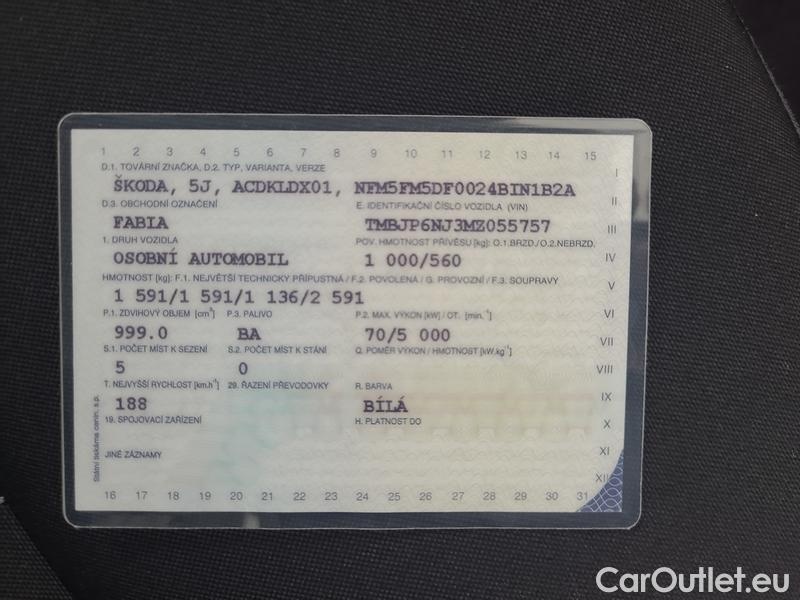 1 2 3 4 5 6 7 8 9 10 11 12 13 14 15
D.1. TOVÁRNÍ ZNAČKA, D.2. TYP, VARIANTA, VERZE
I
ŠKODA, 5J, ACDKLDX01, NFM5FM5DF0024BIN1B2A
D.3. OBCHODNÍ OZNAČENÍ E. IDENTIFIKAČNÍ ČÍSLO VOZIDLA (VIN)
II
FABIA TMBJP6NJ3MZ055757
III
1. DRUH VOZIDLA POV. HMOTNOST PŘÍVĚSU [kg]: O.1.BRZD./O.2.NEBRZD.
OSOBNÍ AUTOMOBIL 1 000/560
IV
HMOTNOST [kg]: F.1. NEJVĚTŠÍ TECHNICKY PŘÍPUSTNÁ / F.2. POVOLENÁ / G. PROVOZNÍ / F.3. SOUPRAVY
V
1 591/1 591/1 136/2 591
P.1. ZDVIHOVÝ OBJEM [cm³] P.3. PALIVO P.2. MAX. VÝKON [kW] / OT. [min.⁻¹]
VI
999.0 BA 70/5 000
VII
S.1. POČET MÍST K SEZENÍ S.2. POČET MÍST K STÁNÍ Q. POMĚR VÝKON / HMOTNOST [kW.kg⁻¹]
5 0
VIII
T. NEJVYŠŠÍ RYCHLOST [km.h⁻¹] 29. ŘAZENÍ PŘEVODOVKY R. BARVA
188 BÍLÁ
IX
19. SPOJOVACÍ ZAŘÍZENÍ H. PLATNOST DO
X
JINÉ ZÁZNAMY
XI
XII
Státní tiskárna cenin, s.p.
16 17 18 19 20 21 22 23 24 25 26 27 28 29 30 31
CarOutlet.eu